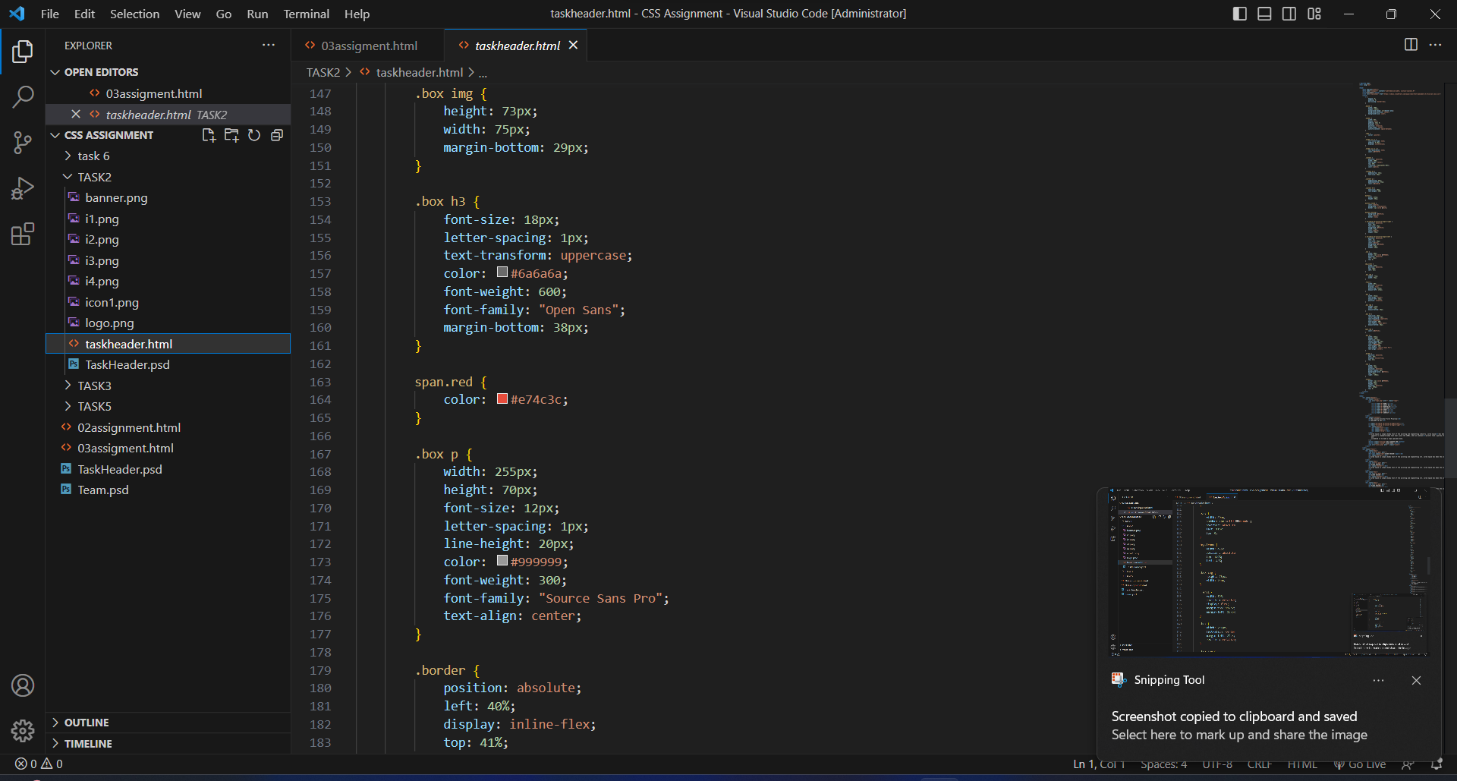 File Edit Selection View Go Run Terminal Help
taskheader.html - CSS Assignment - Visual Studio Code [Administrator]
EXPLORER
OPEN EDITORS
03assigment.html
taskheader.html TASK2
CSS ASSIGNMENT
task 6
TASK2
banner.png
i1.png
i2.png
i3.png
i4.png
icon1.png
logo.png
taskheader.html
TaskHeader.psd
TASK3
TASK5
02assigment.html
03assigment.html
TaskHeader.psd
Team.psd
OUTLINE
TIMELINE
03assigment.html
taskheader.html
TASK2 > taskheader.html > ...
147 .box img {
148 height: 73px;
149 width: 75px;
150 margin-bottom: 29px;
151 }
152
153 .box h3 {
154 font-size: 18px;
155 letter-spacing: 1px;
156 text-transform: uppercase;
157 color: #6a6a6a;
158 font-weight: 600;
159 font-family: "Open Sans";
160 margin-bottom: 38px;
161 }
162
163 span.red {
164 color: #e74c3c;
165 }
166
167 .box p {
168 width: 255px;
169 height: 70px;
170 font-size: 12px;
171 letter-spacing: 1px;
172 line-height: 20px;
173 color: #999999;
174 font-weight: 300;
175 font-family: "Source Sans Pro";
176 text-align: center;
177 }
178
179 .border {
180 position: absolute;
181 left: 40%;
182 display: inline-flex;
183 top: 41%;
Snipping Tool
Screenshot copied to clipboard and saved
Select here to mark up and share the image
0 0
Ln 1, Col 1 Spaces: 4 UTF-8 CRLF HTML Go Live